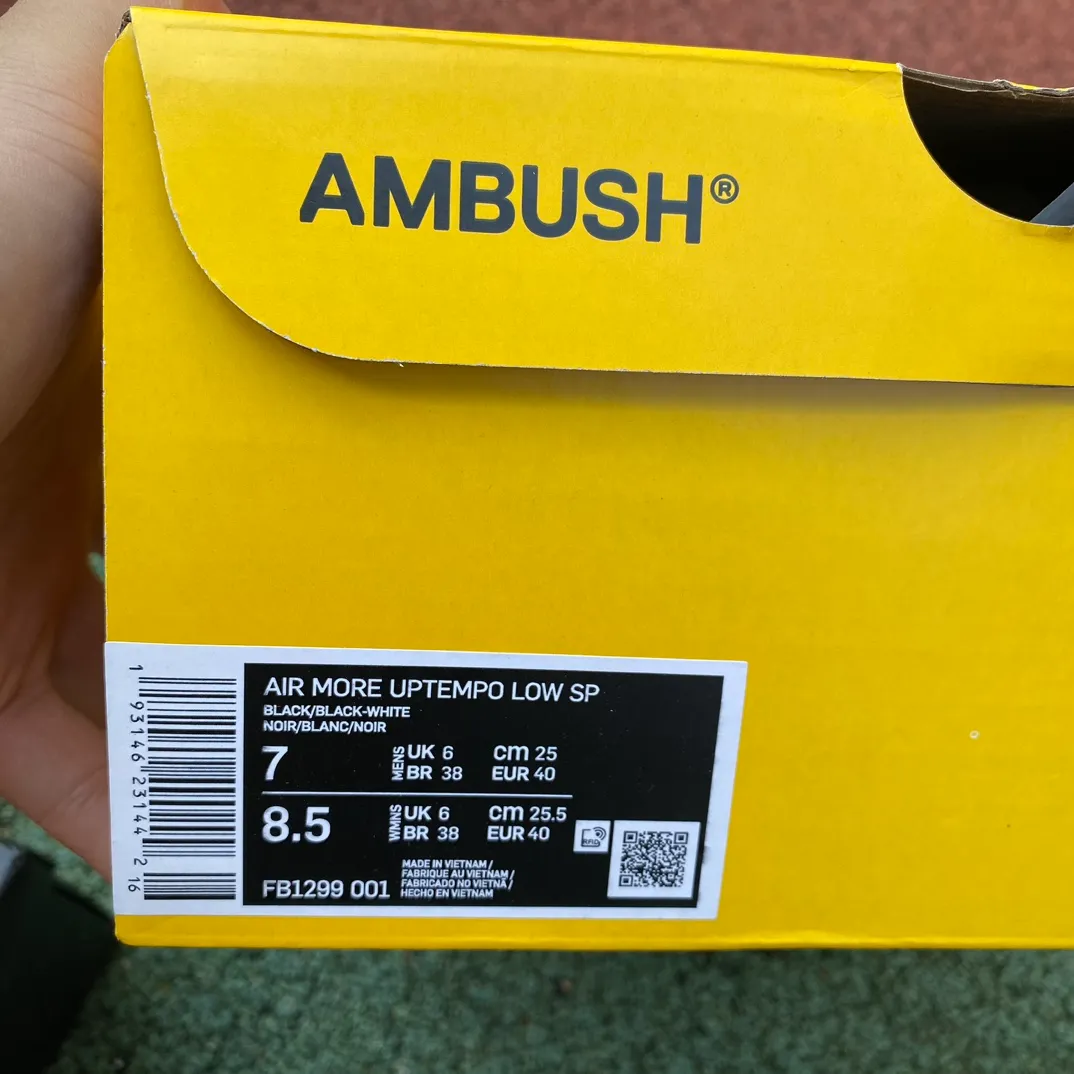 AMBUSH®
AIR MORE UPTEMPO LOW SP
BLACK/BLACK-WHITE
NOIR/BLANC/NOIR
7 MENS UK 6 cm 25
BR 38 EUR 40
8.5 WMNS UK 6 cm 25.5
BR 38 EUR 40
RFID
FB1299 001
MADE IN VIETNAM /
FABRIQUE AU VIETNAM /
FABRICADO NO VIETNÃ /
HECHO EN VIETNAM
1 93146 23144 2 16